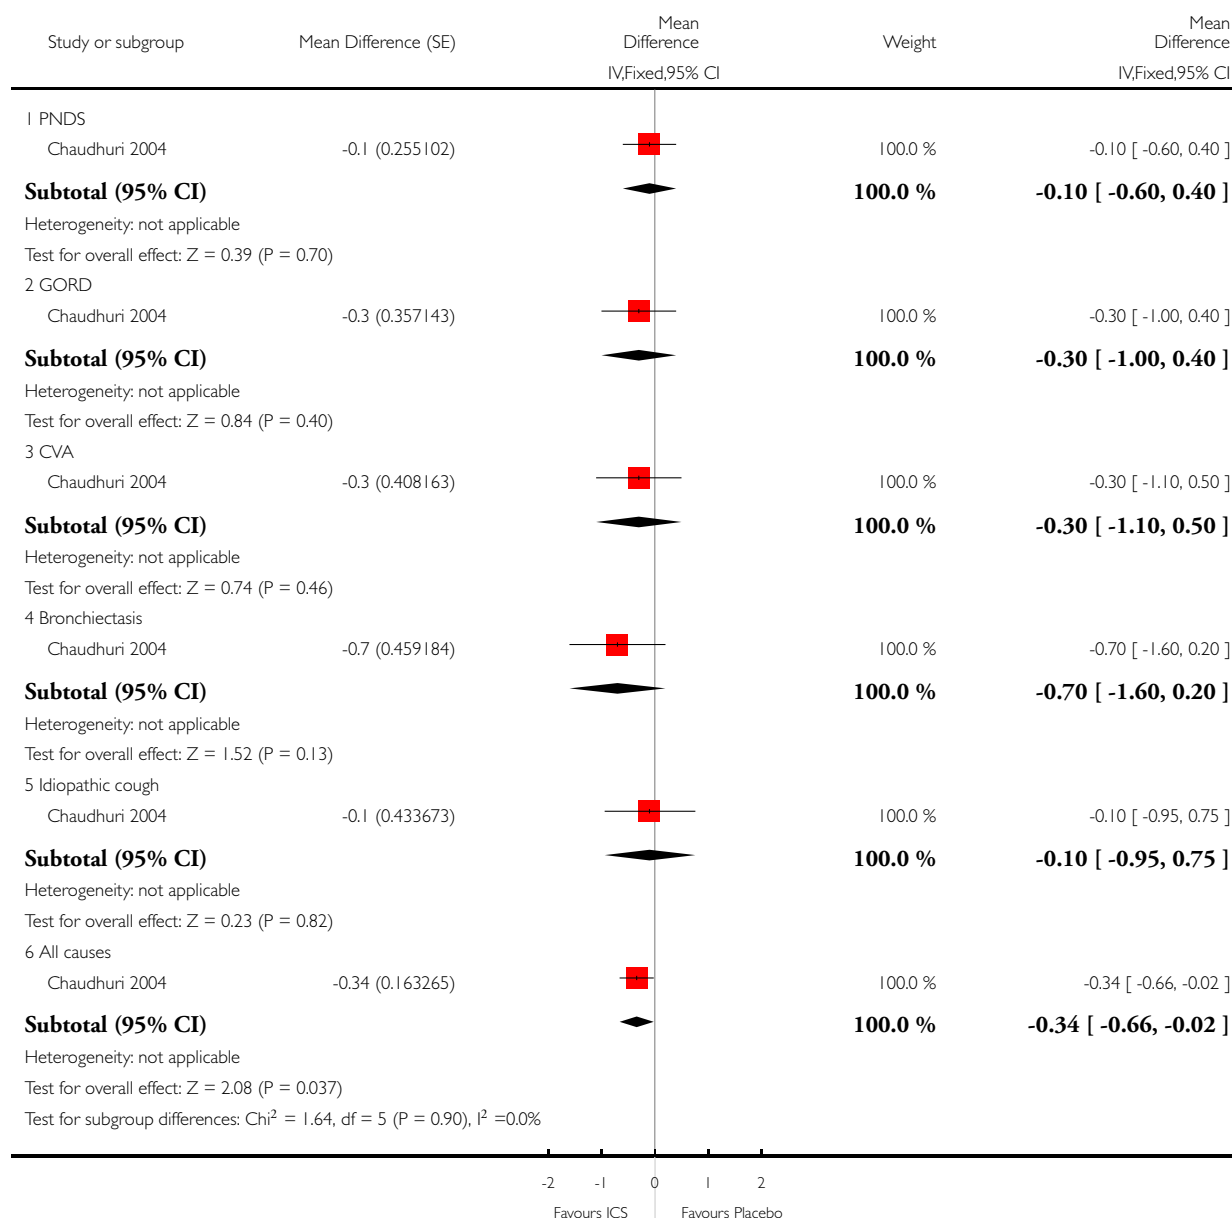 Study or subgroup Mean Difference (SE) Mean Difference Weight Mean Difference
IV,Fixed,95% CI IV,Fixed,95% CI
1 PNDS
Chaudhuri 2004 -0.1 (0.255102) 100.0 % -0.10 [ -0.60, 0.40 ]
Subtotal (95% CI) 100.0 % -0.10 [ -0.60, 0.40 ]
Heterogeneity: not applicable
Test for overall effect: Z = 0.39 (P = 0.70)
2 GORD
Chaudhuri 2004 -0.3 (0.357143) 100.0 % -0.30 [ -1.00, 0.40 ]
Subtotal (95% CI) 100.0 % -0.30 [ -1.00, 0.40 ]
Heterogeneity: not applicable
Test for overall effect: Z = 0.84 (P = 0.40)
3 CVA
Chaudhuri 2004 -0.3 (0.408163) 100.0 % -0.30 [ -1.10, 0.50 ]
Subtotal (95% CI) 100.0 % -0.30 [ -1.10, 0.50 ]
Heterogeneity: not applicable
Test for overall effect: Z = 0.74 (P = 0.46)
4 Bronchiectasis
Chaudhuri 2004 -0.7 (0.459184) 100.0 % -0.70 [ -1.60, 0.20 ]
Subtotal (95% CI) 100.0 % -0.70 [ -1.60, 0.20 ]
Heterogeneity: not applicable
Test for overall effect: Z = 1.52 (P = 0.13)
5 Idiopathic cough
Chaudhuri 2004 -0.1 (0.433673) 100.0 % -0.10 [ -0.95, 0.75 ]
Subtotal (95% CI) 100.0 % -0.10 [ -0.95, 0.75 ]
Heterogeneity: not applicable
Test for overall effect: Z = 0.23 (P = 0.82)
6 All causes
Chaudhuri 2004 -0.34 (0.163265) 100.0 % -0.34 [ -0.66, -0.02 ]
Subtotal (95% CI) 100.0 % -0.34 [ -0.66, -0.02 ]
Heterogeneity: not applicable
Test for overall effect: Z = 2.08 (P = 0.037)
Test for subgroup differences: Chi² = 1.64, df = 5 (P = 0.90), I² =0.0%
-2 -1 0 1 2
Favours ICS Favours Placebo